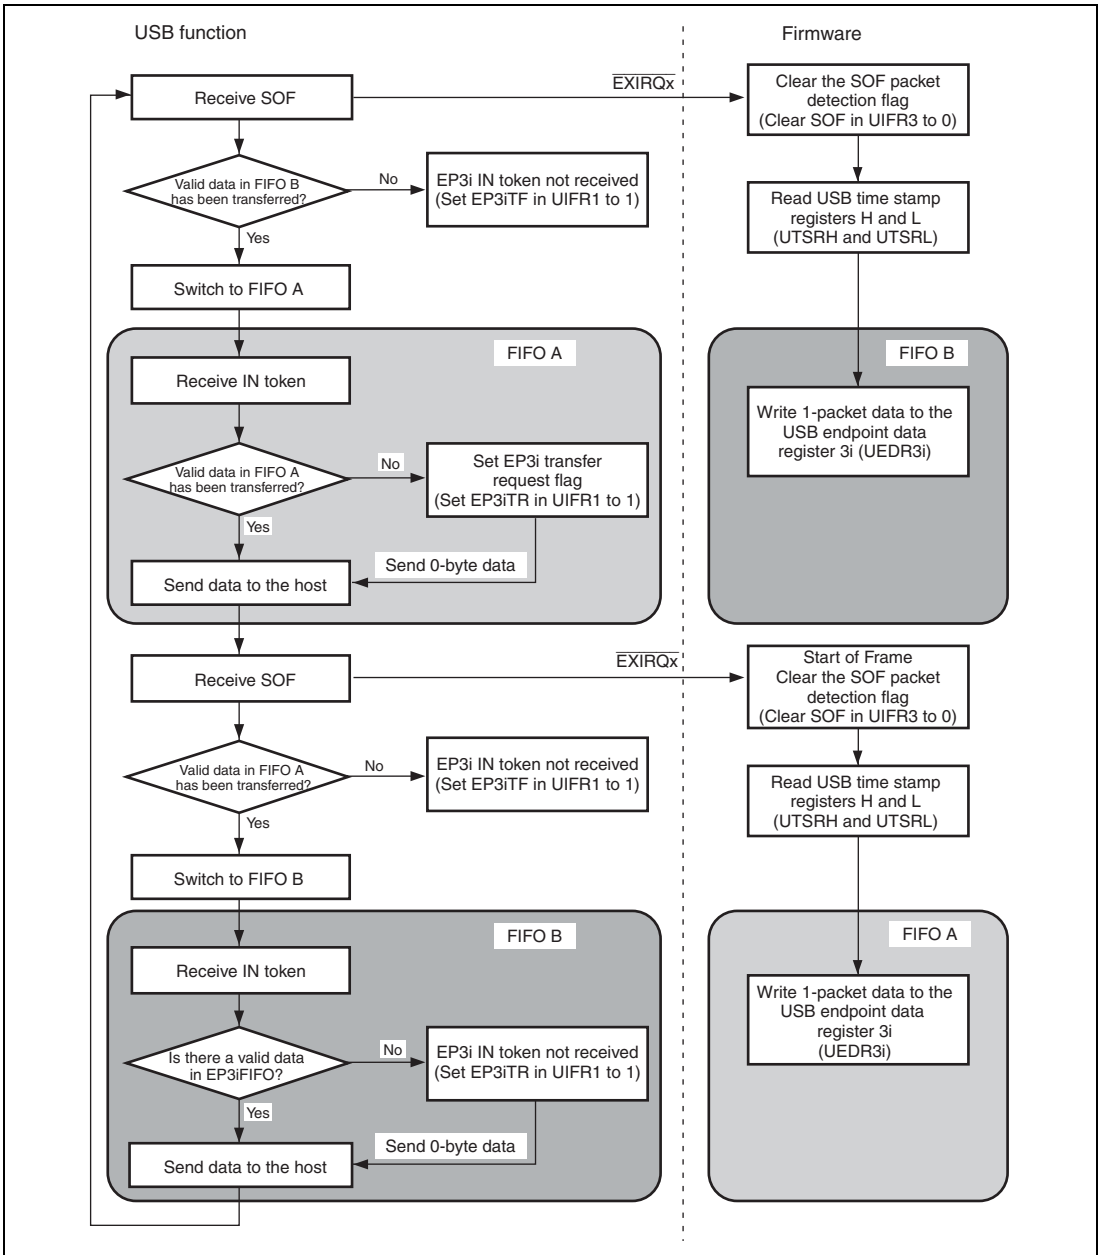 USB function
Firmware
Receive SOF
EXIRQx
Clear the SOF packet
detection flag
(Clear SOF in UIFR3 to 0)
Valid data in FIFO B
has been transferred?
No
EP3i IN token not received
(Set EP3iTF in UIFR1 to 1)
Read USB time stamp
registers H and L
(UTSRH and UTSRL)
Yes
Switch to FIFO A
FIFO A
FIFO B
Receive IN token
Write 1-packet data to the
USB endpoint data
register 3i (UEDR3i)
Valid data in FIFO A
has been transferred?
No
Set EP3i transfer
request flag
(Set EP3iTR in UIFR1 to 1)
Yes
Send 0-byte data
Send data to the host
Receive SOF
EXIRQx
Start of Frame
Clear the SOF packet
detection flag
(Clear SOF in UIFR3 to 0)
Valid data in FIFO A
has been transferred?
No
EP3i IN token not received
(Set EP3iTF in UIFR1 to 1)
Read USB time stamp
registers H and L
(UTSRH and UTSRL)
Yes
Switch to FIFO B
FIFO B
FIFO A
Receive IN token
Write 1-packet data to the
USB endpoint data
register 3i
(UEDR3i)
Is there a valid data
in EP3iFIFO?
No
EP3i IN token not received
(Set EP3iTR in UIFR1 to 1)
Yes
Send 0-byte data
Send data to the host